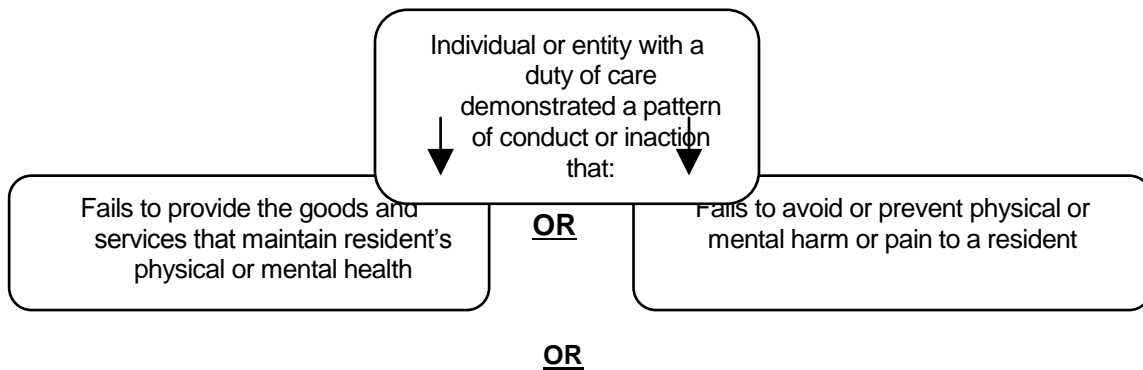 Individual or entity with a
duty of care
demonstrated a pattern
of conduct or inaction
that:
Fails to provide the goods and
services that maintain resident's
physical or mental health
OR
Fails to avoid or prevent physical or
mental harm or pain to a resident
OR